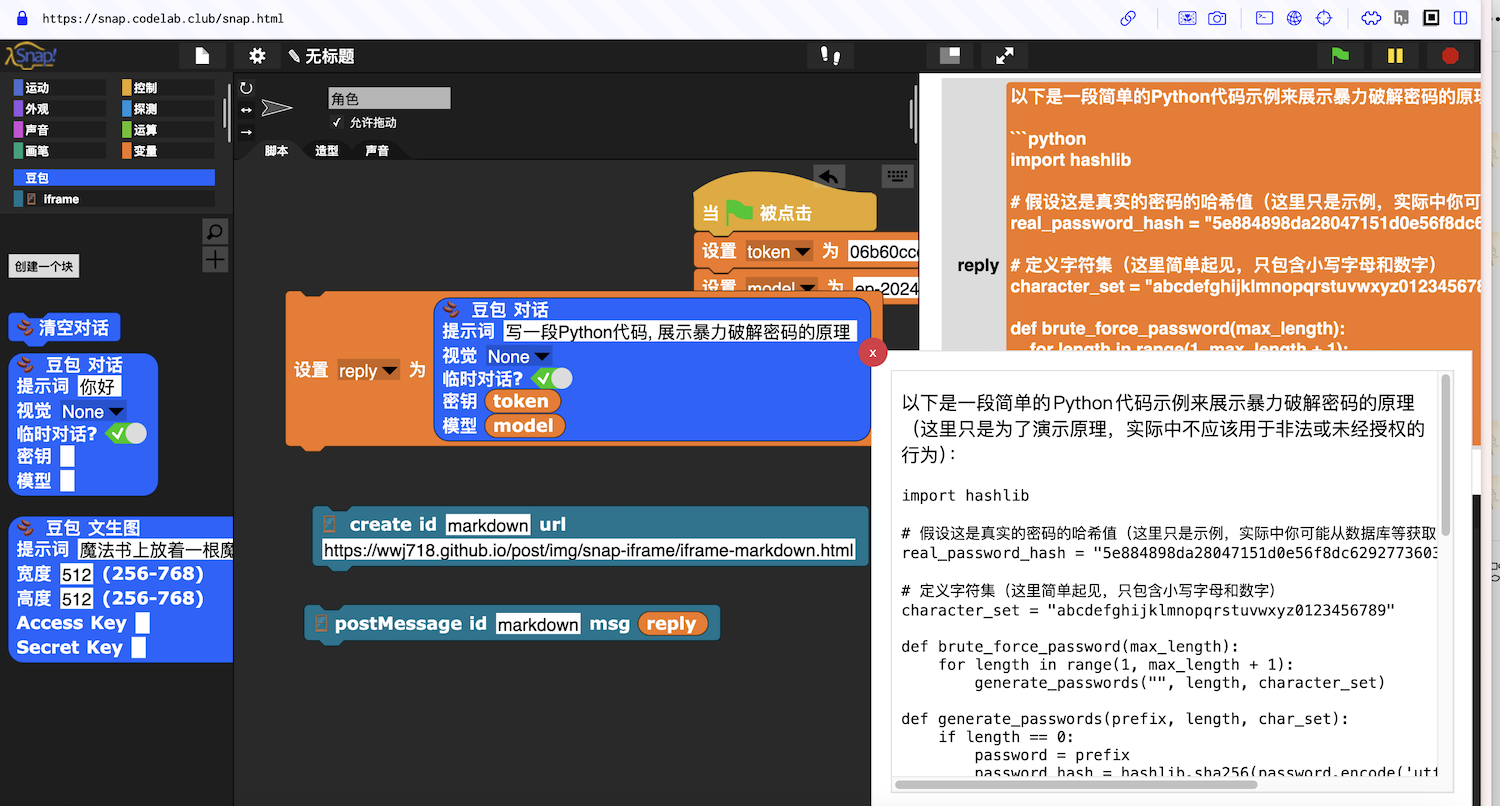 https://snap.codelab.club/snap.html
λSnap!
无标题
运动
控制
外观
探测
声音
运算
画笔
变量
豆包
iframe
创建一个块
清空对话
豆包 对话
提示词 你好
视觉 None
临时对话?
密钥
模型
豆包 文生图
提示词 魔法书上放着一根魔
宽度 512 (256-768)
高度 512 (256-768)
Access Key
Secret Key
角色
允许拖动
脚本
造型
声音
当 被点击
设置 token 为 06b60cc
设置 model 为 ep-2024
设置 reply 为
豆包 对话
提示词 写一段Python代码, 展示暴力破解密码的原理
视觉 None
临时对话?
密钥 token
模型 model
create id markdown url
https://wwj718.github.io/post/img/snap-iframe/iframe-markdown.html
postMessage id markdown msg reply
reply
以下是一段简单的Python代码示例来展示暴力破解密码的原理
```python
import hashlib
# 假设这是真实的密码的哈希值（这里只是示例，实际中你可
real_password_hash = "5e884898da28047151d0e56f8dc6
# 定义字符集（这里简单起见，只包含小写字母和数字）
character_set = "abcdefghijklmnopqrstuvwxyz012345678
def brute_force_password(max_length):
for length in range(1, max_length + 1):
x
以下是一段简单的Python代码示例来展示暴力破解密码的原理
（这里只是为了演示原理，实际中不应该用于非法或未经授权的
行为）：
import hashlib
# 假设这是真实的密码的哈希值（这里只是示例，实际中你可能从数据库等获取
real_password_hash = "5e884898da28047151d0e56f8dc6292773603
# 定义字符集（这里简单起见，只包含小写字母和数字）
character_set = "abcdefghijklmnopqrstuvwxyz0123456789"
def brute_force_password(max_length):
    for length in range(1, max_length + 1):
        generate_passwords("", length, character_set)
def generate_passwords(prefix, length, char_set):
    if length == 0:
        password = prefix
        password_hash = hashlib.sha256(password.encode('utf